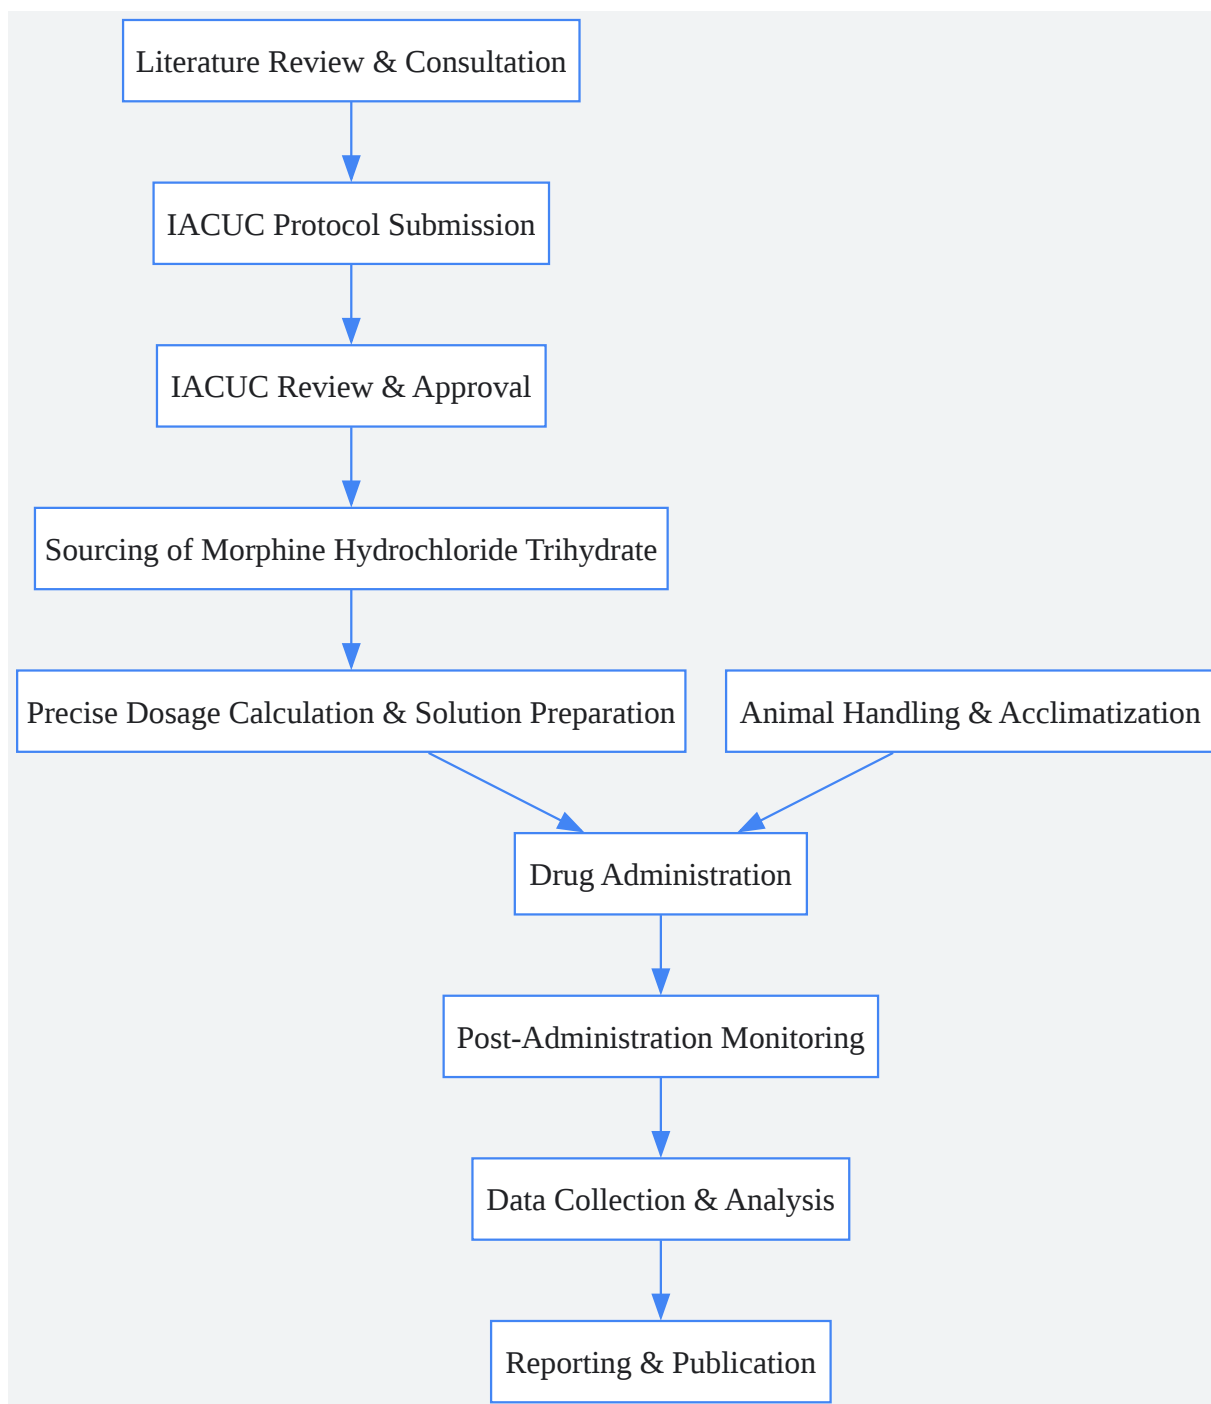 Literature Review & Consultation
IACUC Protocol Submission
IACUC Review & Approval
Sourcing of Morphine Hydrochloride Trihydrate
Precise Dosage Calculation & Solution Preparation
Animal Handling & Acclimatization
Drug Administration
Post-Administration Monitoring
Data Collection & Analysis
Reporting & Publication